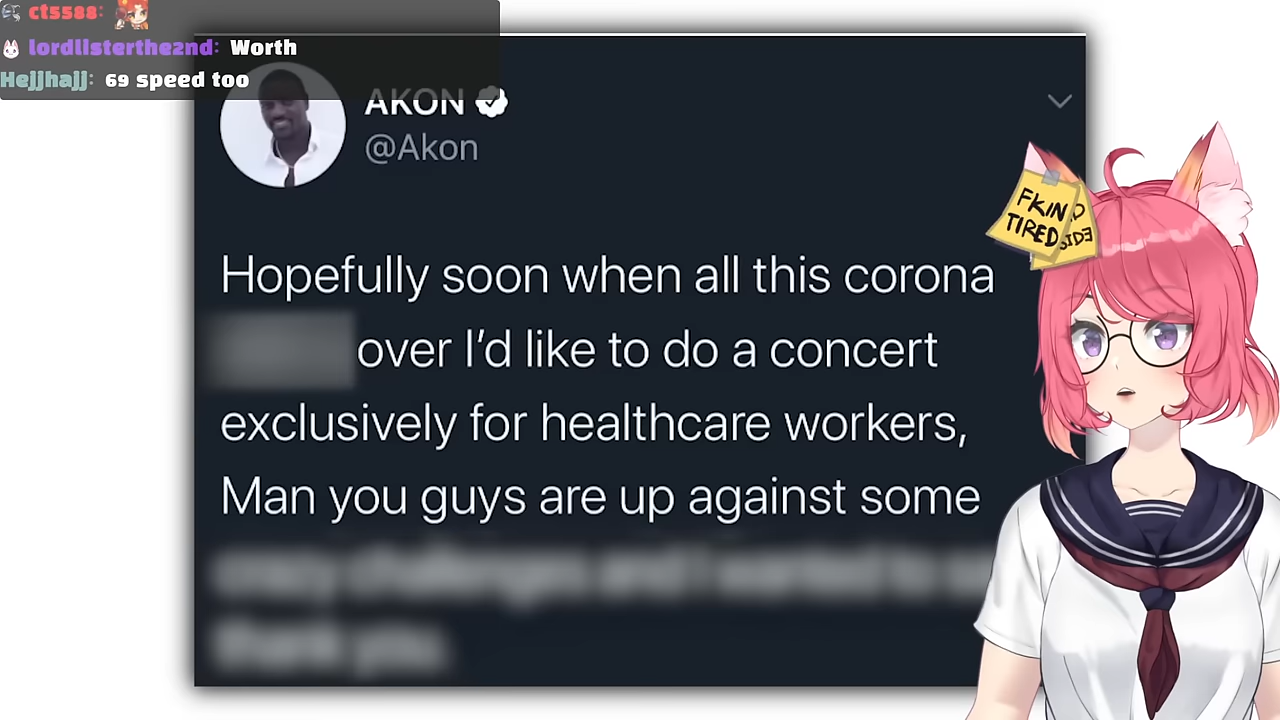 ct5588:
lordlisterthe2nd: Worth
Hejjhajj: 69 speed too
AKON
@Akon
FKIN
TIRED
Hopefully soon when all this corona
over I'd like to do a concert
exclusively for healthcare workers,
Man you guys are up against some